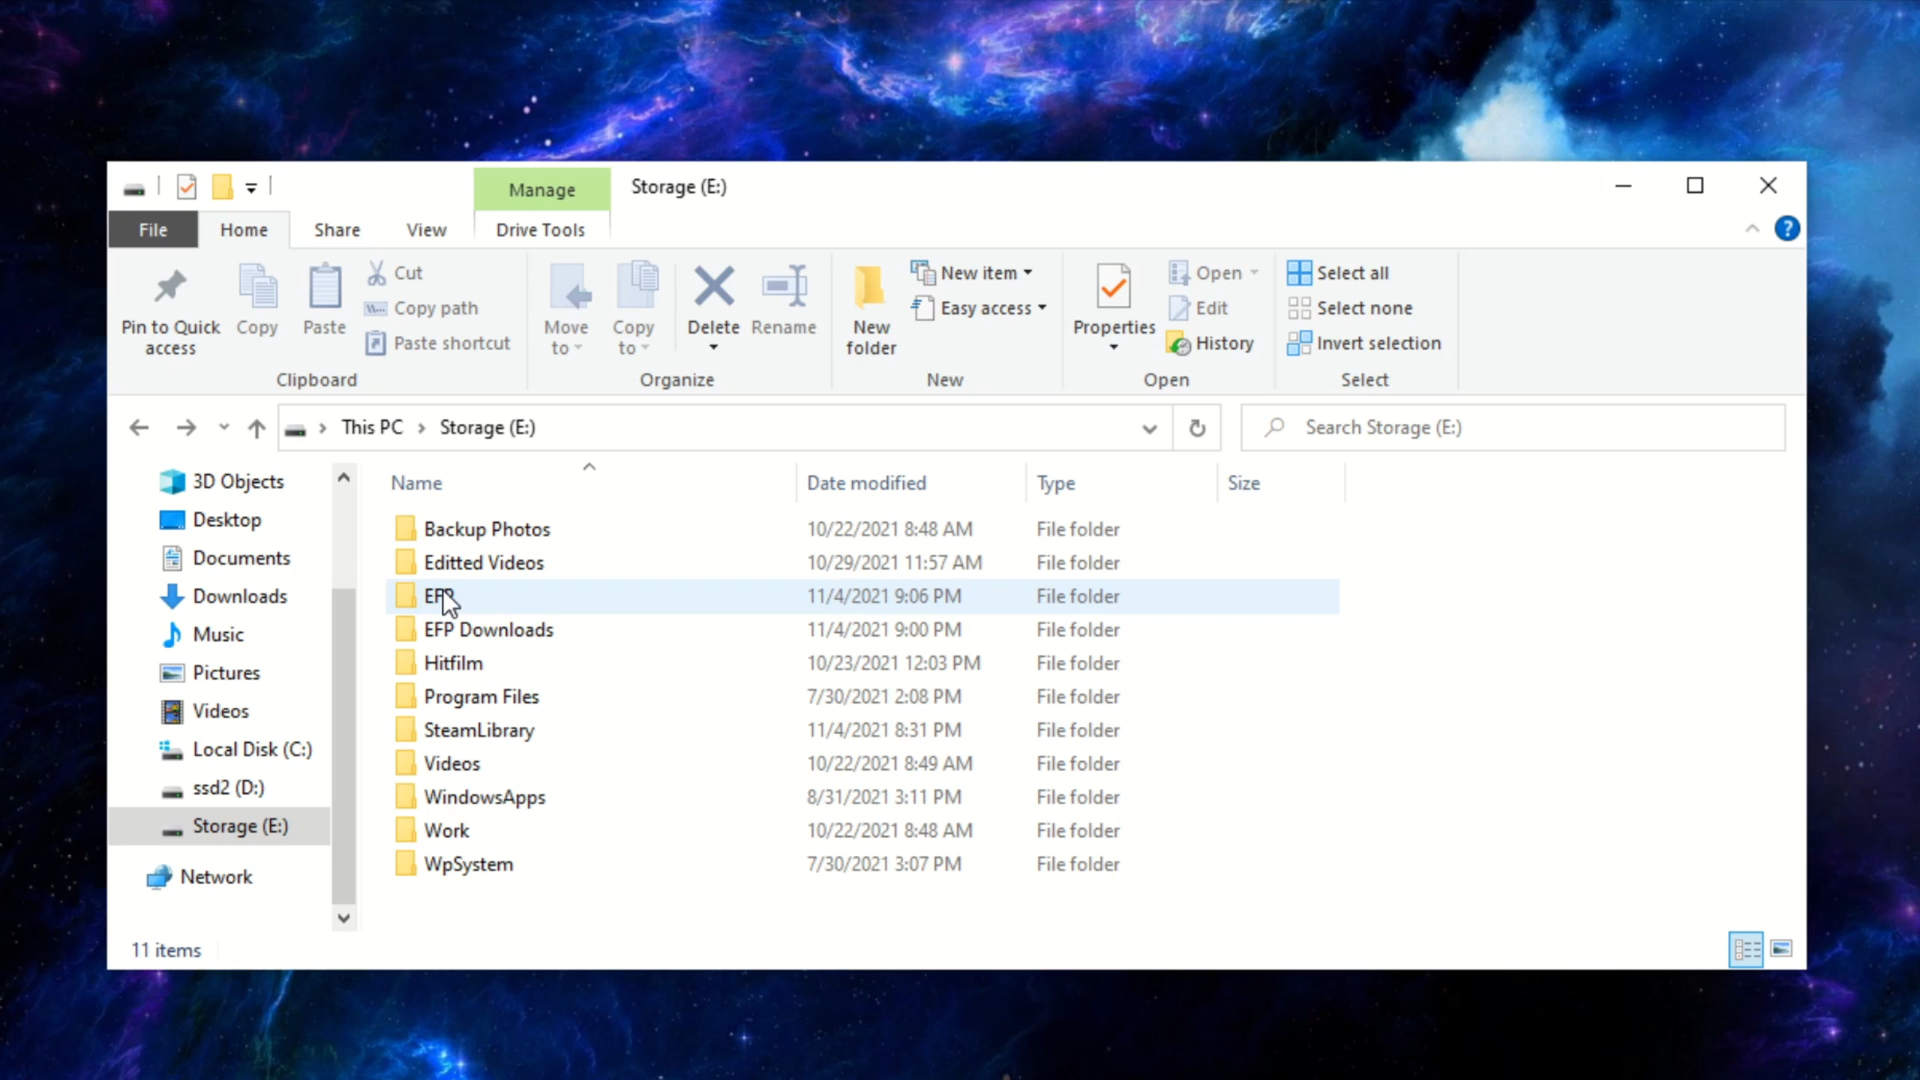 Manage Storage (E:)
File Home Share View Drive Tools
?
Pin to Quick access
Copy
Paste
Cut
Copy path
Paste shortcut
Clipboard
Move to
Copy to
Delete
Rename
Organize
New folder
New item
Easy access
New
Properties
Open
Edit
History
Open
Select all
Select none
Invert selection
Select
This PC > Storage (E:)
Search Storage (E:)
3D Objects
Desktop
Documents
Downloads
Music
Pictures
Videos
Local Disk (C:)
ssd2 (D:)
Storage (E:)
Network
Name Date modified Type Size
Backup Photos 10/22/2021 8:48 AM File folder
Editted Videos 10/29/2021 11:57 AM File folder
EFP 11/4/2021 9:06 PM File folder
EFP Downloads 11/4/2021 9:00 PM File folder
Hitfilm 10/23/2021 12:03 PM File folder
Program Files 7/30/2021 2:08 PM File folder
SteamLibrary 11/4/2021 8:31 PM File folder
Videos 10/22/2021 8:49 AM File folder
WindowsApps 8/31/2021 3:11 PM File folder
Work 10/22/2021 8:48 AM File folder
WpSystem 7/30/2021 3:07 PM File folder
11 items